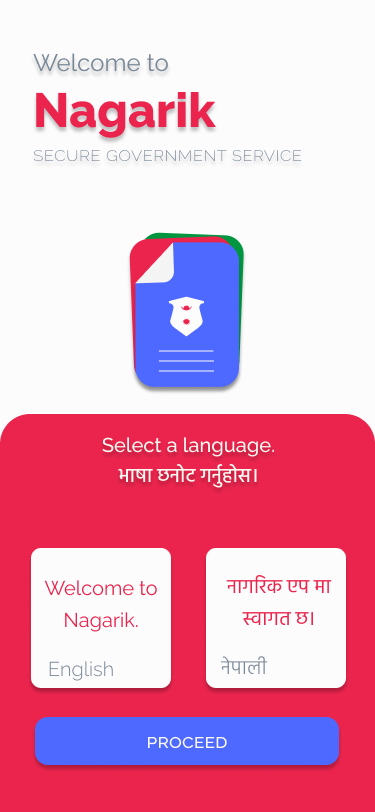 Welcome to
Nagarik
SECURE GOVERNMENT SERVICE
Select a language.
भाषा छनोट गर्नुहोस।
Welcome to
Nagarik.
English
नागरिक एप मा
स्वागत छ।
नेपाली
PROCEED